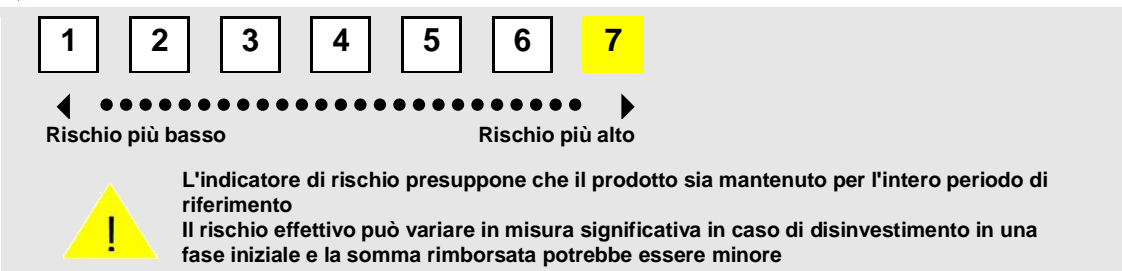 1 2 3 4 5 6 7
Rischio più basso Rischio più alto
L'indicatore di rischio presuppone che il prodotto sia mantenuto per l'intero periodo di
riferimento
Il rischio effettivo può variare in misura significativa in caso di disinvestimento in una
fase iniziale e la somma rimborsata potrebbe essere minore
!